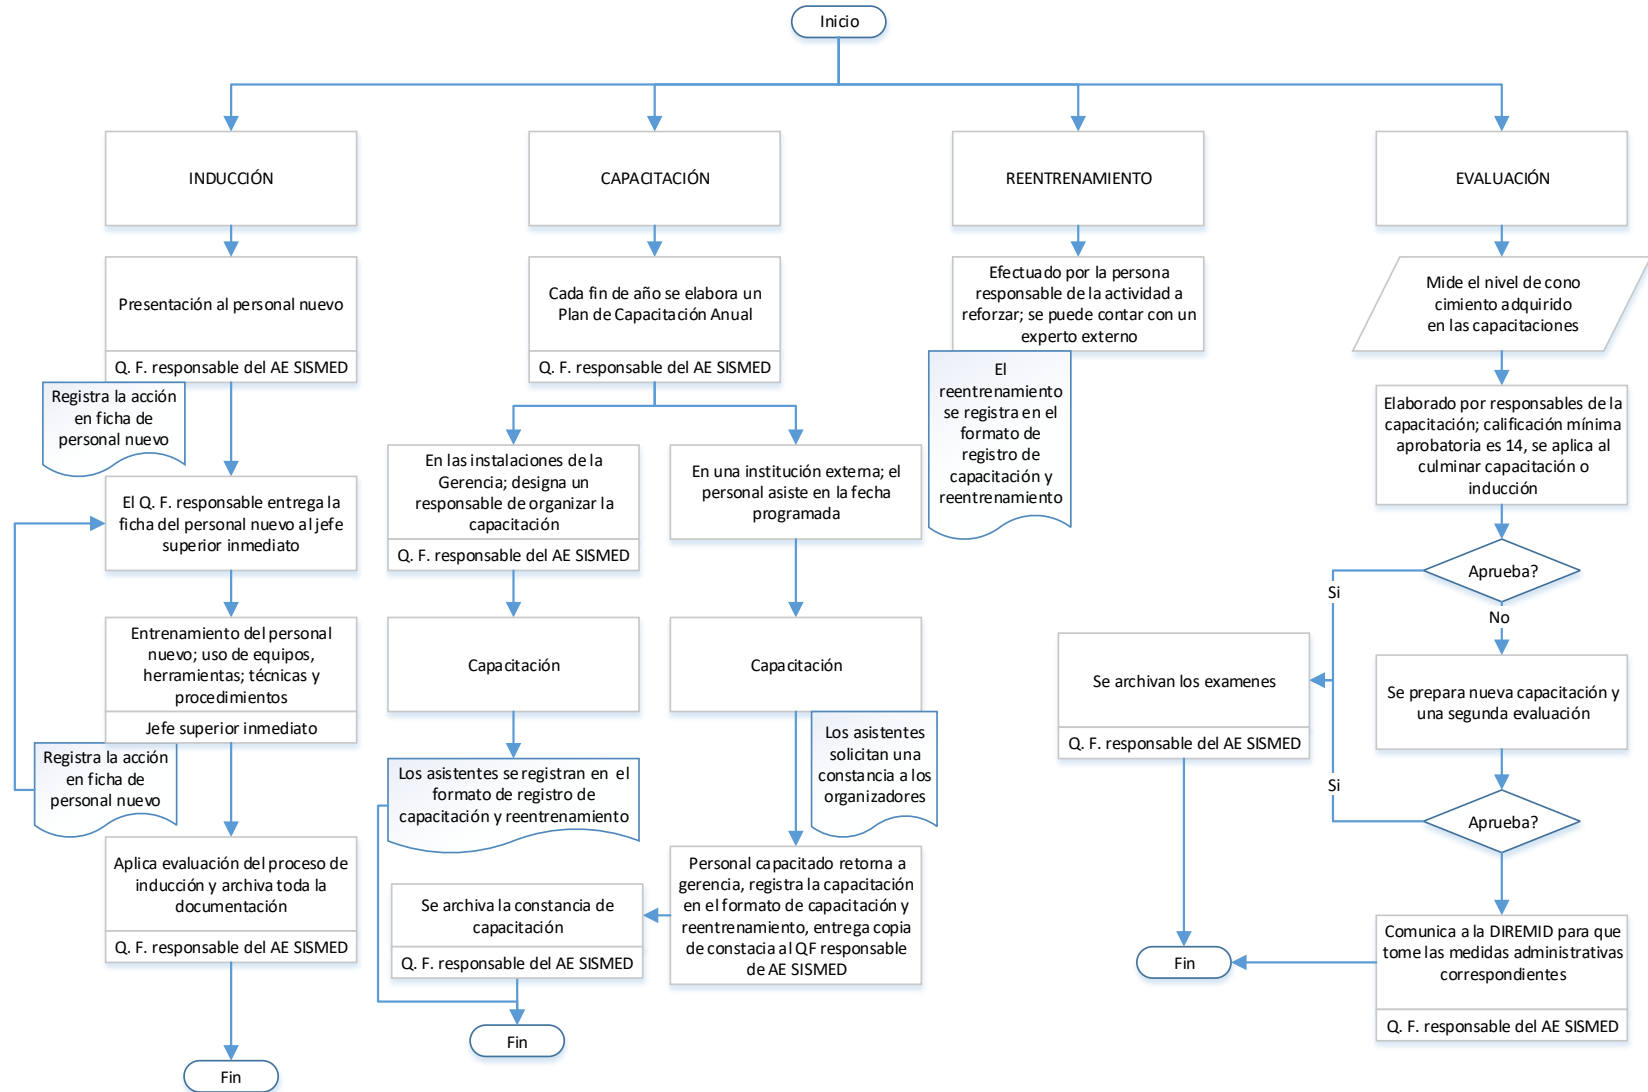 Inicio
INDUCCIÓN
Presentación al personal nuevo
Q. F. responsable del AE SISMED
Registra la acción
en ficha de
personal nuevo
El Q. F. responsable entrega la
ficha del personal nuevo al jefe
superior inmediato
Entrenamiento del personal
nuevo; uso de equipos,
herramientas; técnicas y
procedimientos
Jefe superior inmediato
Registra la acción
en ficha de
personal nuevo
Aplica evaluación del proceso de
inducción y archiva toda la
documentación
Q. F. responsable del AE SISMED
Fin
CAPACITACIÓN
Cada fin de año se elabora un
Plan de Capacitación Anual
Q. F. responsable del AE SISMED
En las instalaciones de la
Gerencia; designa un
responsable de organizar la
capacitación
Q. F. responsable del AE SISMED
Capacitación
Los asistentes se registran en el
formato de registro de
capacitación y reentrenamiento
En una institución externa; el
personal asiste en la fecha
programada
Capacitación
Los asistentes
solicitan una
constancia a los
organizadores
Personal capacitado retorna a
gerencia, registra la capacitación
en el formato de capacitación y
reentrenamiento, entrega copia
de constacia al QF responsable
de AE SISMED
Se archiva la constancia de
capacitación
Q. F. responsable del AE SISMED
Fin
REENTRENAMIENTO
Efectuado por la persona
responsable de la actividad a
reforzar; se puede contar con un
experto externo
El
reentrenamiento
se registra en el
formato de
registro de
capacitación y
reentrenamiento
EVALUACIÓN
Mide el nivel de cono
cimiento adquirido
en las capacitaciones
Elaborado por responsables de la
capacitación; calificación mínima
aprobatoria es 14, se aplica al
culminar capacitación o
inducción
Aprueba?
Si
No
Se archivan los examenes
Q. F. responsable del AE SISMED
Se prepara nueva capacitación y
una segunda evaluación
Si
Aprueba?
Comunica a la DIREMID para que
tome las medidas administrativas
correspondientes
Q. F. responsable del AE SISMED
Fin